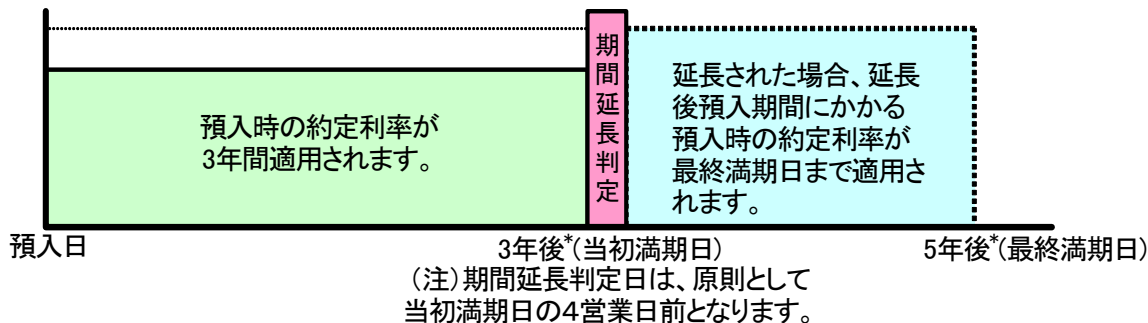 預入時の約定利率が
3年間適用されます。
期間延長判定
延長された場合、延長
後預入期間にかかる
預入時の約定利率が
最終満期日まで適用さ
れます。
預入日
3年後*(当初満期日)
5年後*(最終満期日)
(注)期間延長判定日は、原則として
当初満期日の4営業日前となります。